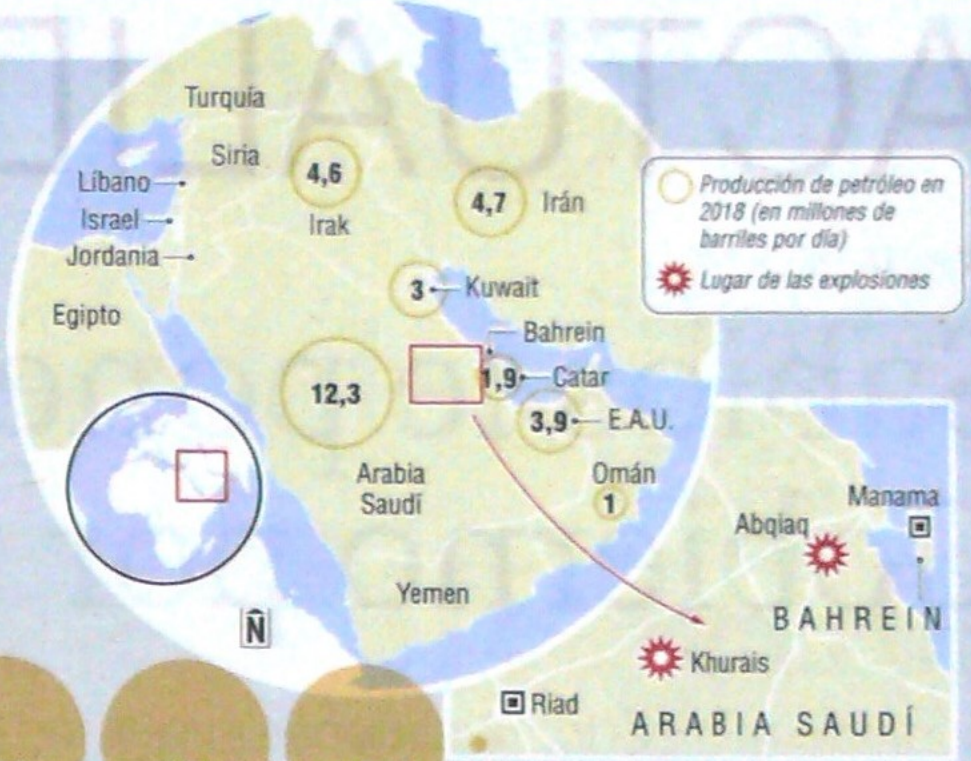 Turquía
Siria
Líbano
Israel
Jordania
Egipto
4,6
Irak
4,7
Irán
3
Kuwait
Bahrein
1,9
Catar
3,9
E.A.U.
12,3
Arabia
Saudí
Omán
1
Yemen
N
Producción de petróleo en
2018 (en millones de
barriles por día)
Lugar de las explosiones
Manama
Abqiaq
BAHREIN
Khurais
Riad
ARABIA SAUDÍ